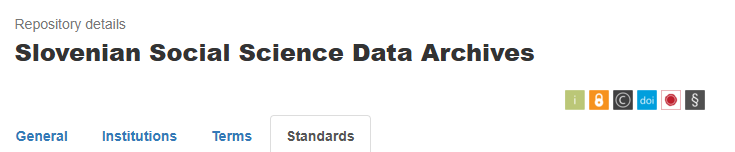 Repository details
Slovenian Social Science Data Archives
i © doi §
General Institutions Terms Standards